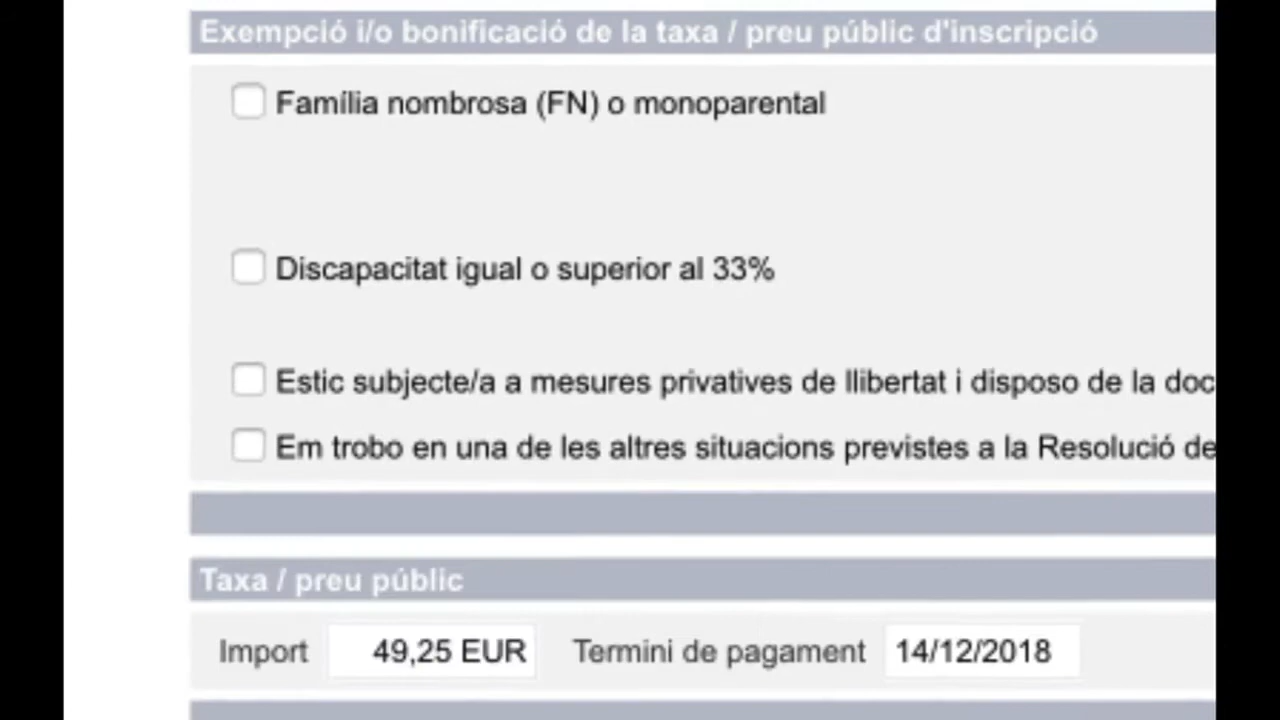 Exempció i/o bonificació de la taxa / preu públic d'inscripció
Família nombrosa (FN) o monoparental
Discapacitat igual o superior al 33%
Estic subjecte/a a mesures privatives de llibertat i disposo de la doc
Em trobo en una de les altres situacions previstes a la Resolució de
Taxa / preu públic
Import 49,25 EUR Termini de pagament 14/12/2018